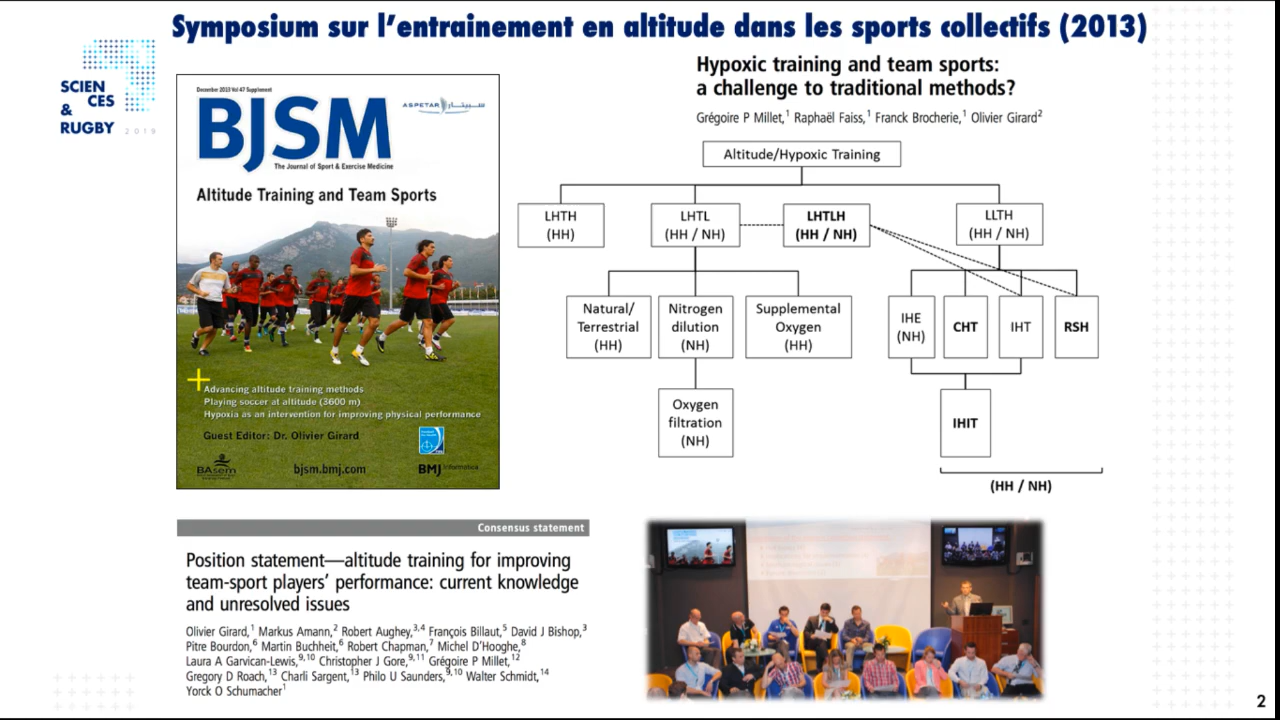 Symposium sur l’entrainement en altitude dans les sports collectifs (2013)
SCIEN
CES
&
RUGBY 2019
December 2013 Vol 47 Supplement
BJSM
The Journal of Sport & Exercise Medicine
ASPETAR سبيتار
Altitude Training and Team Sports
Advancing altitude training methods
Playing soccer at altitude (3600 m)
Hypoxia as an intervention for improving physical performance
Guest Editor: Dr. Olivier Girard
BAsem
bjsm.bmj.com
BMJ Informatica
Hypoxic training and team sports:
a challenge to traditional methods?
Grégoire P Millet,1 Raphaël Faiss,1 Franck Brocherie,1 Olivier Girard2
Altitude/Hypoxic Training
LHTH
(HH)
LHTL
(HH / NH)
LHTLH
(HH / NH)
LLTH
(HH / NH)
Natural/
Terrestrial
(HH)
Nitrogen
dilution
(NH)
Supplemental
Oxygen
(HH)
IHE
(NH)
CHT
IHT
RSH
Oxygen
filtration
(NH)
IHIT
(HH / NH)
Consensus statement
Position statement—altitude training for improving
team-sport players’ performance: current knowledge
and unresolved issues
Olivier Girard,1 Markus Amann,2 Robert Aughey,3,4 François Billaut,5 David J Bishop,3
Pitre Bourdon,6 Martin Buchheit,6 Robert Chapman,7 Michel D’Hooghe,8
Laura A Garvican-Lewis,9,10 Christopher J Gore,9,11 Grégoire P Millet,12
Gregory D Roach,13 Charli Sargent,13 Philo U Saunders,9,10 Walter Schmidt,14
Yorck O Schumacher1
2